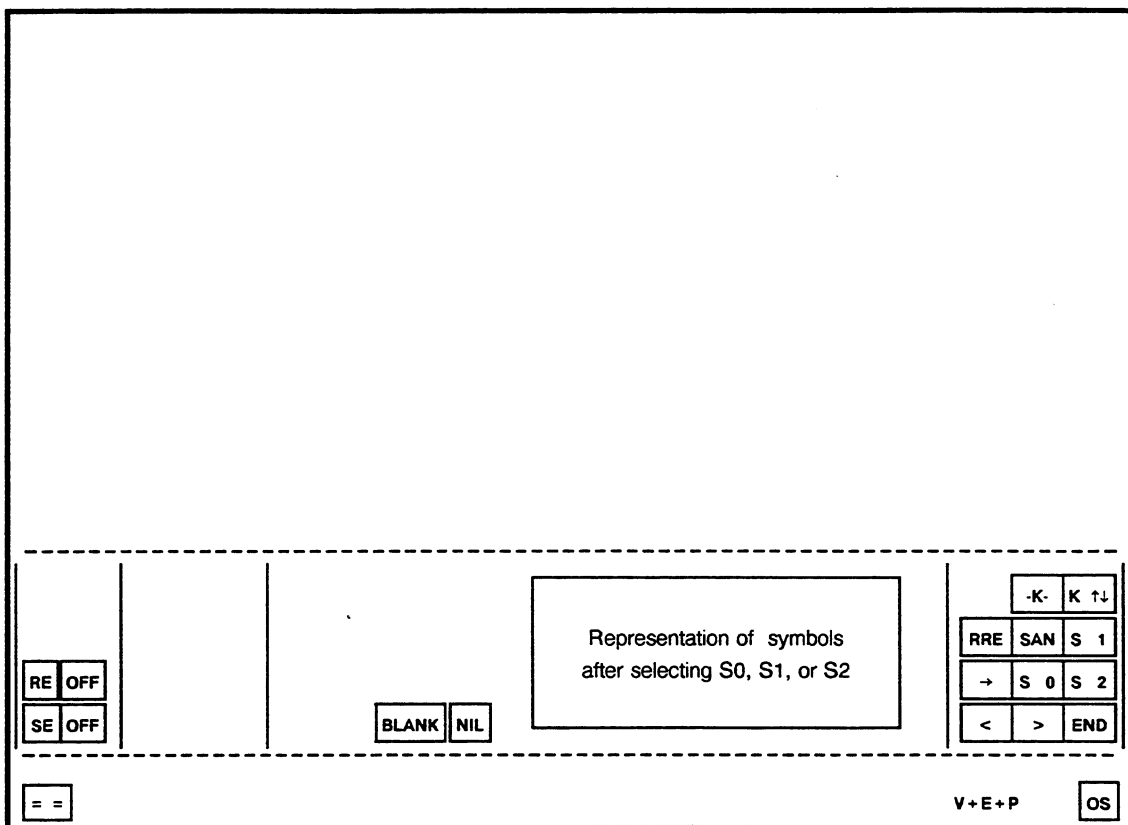 -K- K ↑↓
Representation of symbols
after selecting S0, S1, or S2
RRE SAN S 1
RE OFF
→ S 0 S 2
SE OFF
BLANK NIL
< > END
= =
V+E+P
OS